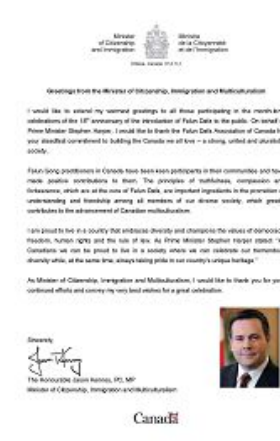 Minister
of Citizenship
and Immigration
Ministre
de la Citoyenneté
et de l'Immigration
Ottawa, Canada K1A 1L1
Greetings from the Minister of Citizenship, Immigration and Multiculturalism
I would like to extend my warmest greetings to all those participating in the month-lon
celebrations of the anniversary of the introduction of Falun Dafa to the public. On behalf
Prime Minister Stephen Harper, I would like to thank the Falun Dafa Association of Canada f
your steadfast commitment to building the Canada we all love – a strong, united and pluralist
society.
Falun Gong practitioners in Canada have been keen participants in their communities and hav
made positive contributions to them. The principles of truthfulness, compassion an
forbearance, which are at the core of Falun Dafa, are important ingredients in the promotion
understanding and friendship among all members of our diverse society, which great
contributes to the advancement of Canadian multiculturalism.
I am proud to live in a country that embraces diversity and champions the values of democrac
freedom, human rights and the rule of law. As Prime Minister Stephen Harper stated: "
Canadians we can be proud to live in a society where we can celebrate our tremendou
diversity while, at the same time, always taking pride in our country's unique heritage."
As Minister of Citizenship, Immigration and Multiculturalism, I would like to thank you for yo
continued efforts and convey my very best wishes for a great celebration.
Sincerely,
The Honourable Jason Kenney, PC, MP
Minister of Citizenship, Immigration and Multiculturalism
Canada